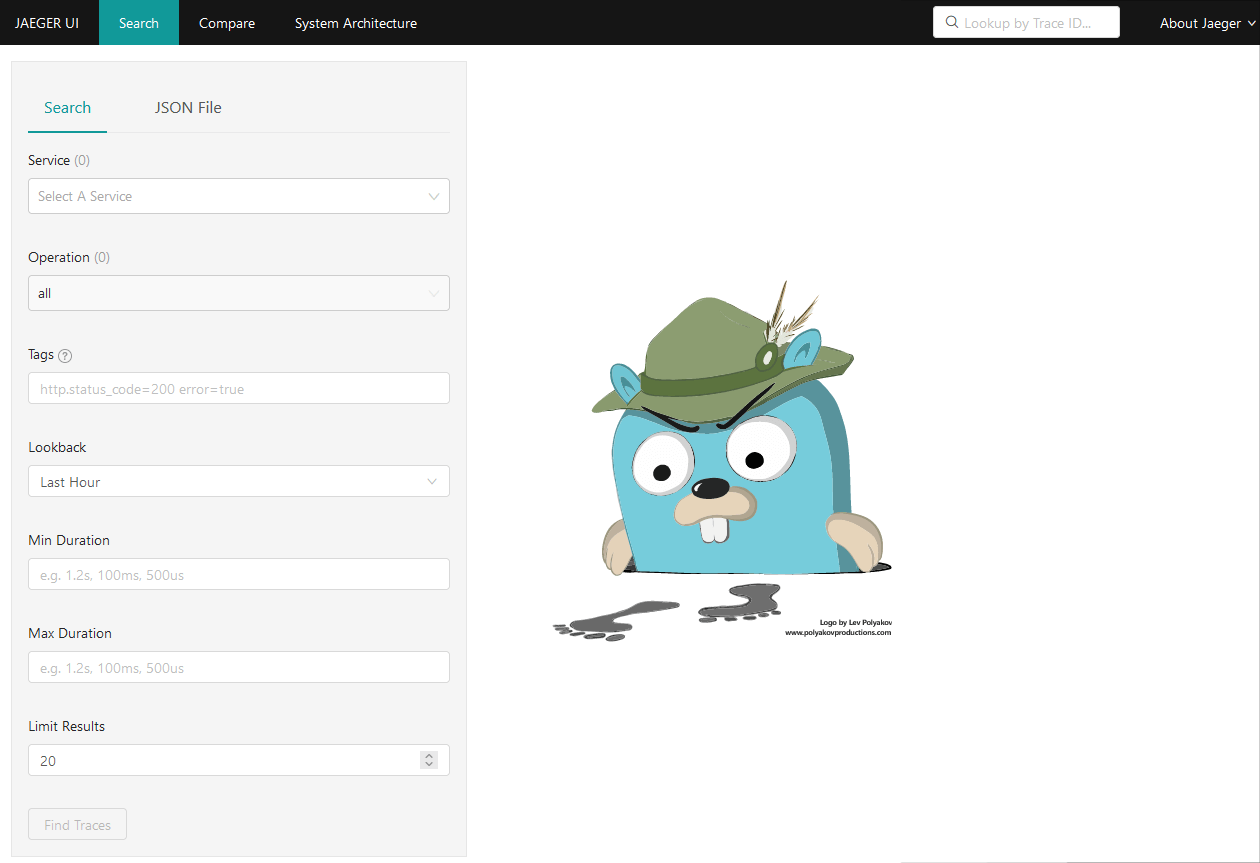 JAEGER UI Search Compare System Architecture Lookup by Trace ID... About Jaeger
Search JSON File
Service (0)
Select A Service
Operation (0)
all
Tags ?
http.status_code=200 error=true
Lookback
Last Hour
Min Duration
e.g. 1.2s, 100ms, 500us
Max Duration
e.g. 1.2s, 100ms, 500us
Limit Results
20
Find Traces
Logo by Lev Polyakov
www.polyakovproductions.com